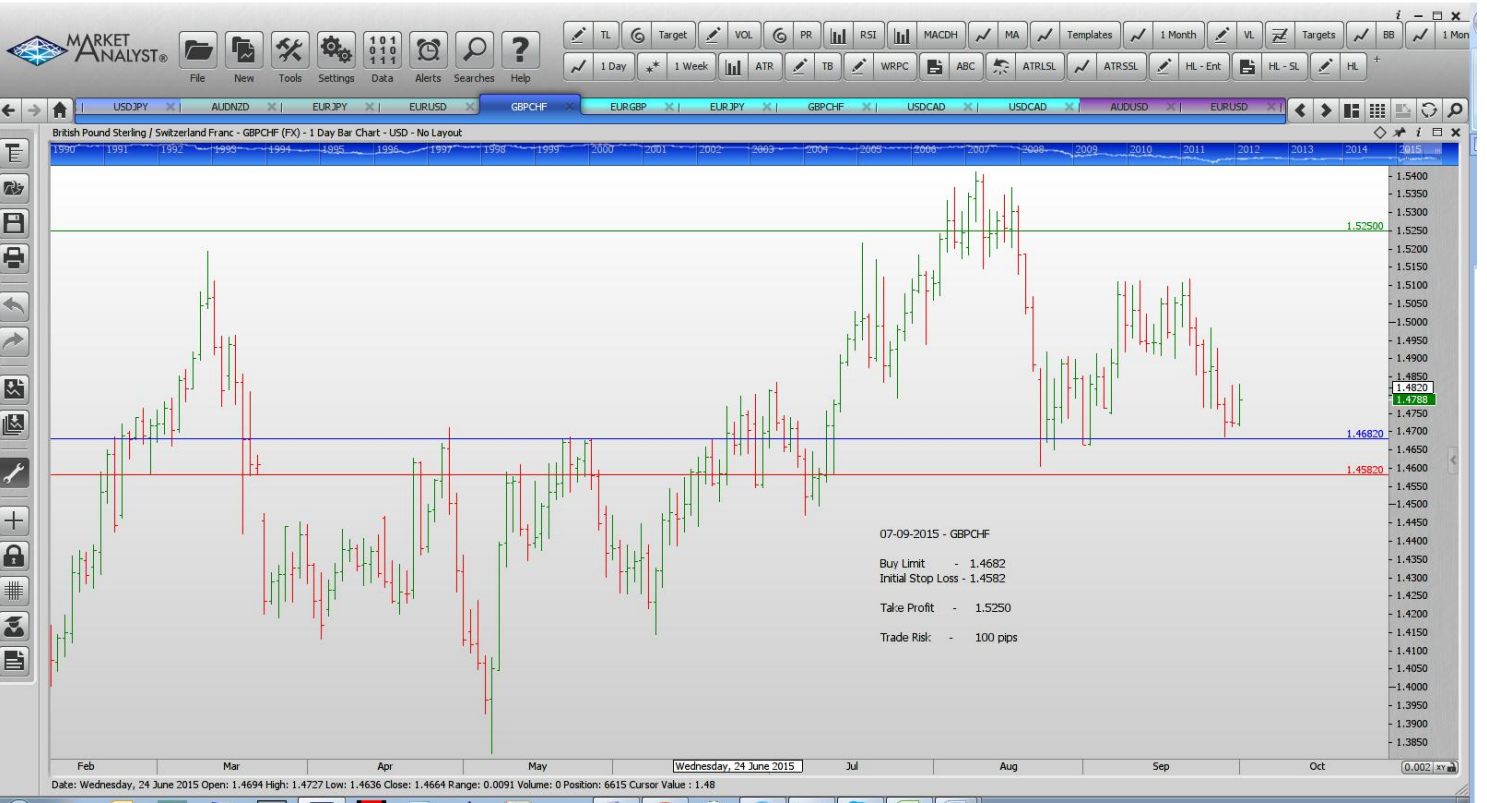 MARKET ANALYST®
File New Tools Settings Data Alerts Searches Help
TL Target VOL PR RSI MACDH MA Templates 1 Month VL Targets BB 1 Mon
1 Day 1 Week ATR TB WRPC ABC ATRLSL ATRSSL HL - Ent HL - SL HL +
USDJPY AUDNZD EURJPY EURUSD GBPCHF EURGBP EURJPY GBPCHF USDCAD USDCAD AUDUSD EURUSD
British Pound Sterling / Switzerland Franc - GBPCHF (FX) - 1 Day Bar Chart - USD - No Layout
1990 1991 1992 1993 1994 1995 1996 1997 1998 1999 2000 2001 2002 2003 2004 2005 2006 2007 2008 2009 2010 2011 2012 2013 2014 2015
1.5400
1.5350
1.5300
1.52500
1.5250
1.5200
1.5150
1.5100
1.5050
1.5000
1.4950
1.4900
1.4850
1.4820
1.4788
1.4750
1.4700
1.46820
1.4650
1.45820
1.4600
1.4550
1.4500
1.4450
1.4400
1.4350
1.4300
1.4250
1.4200
1.4150
1.4100
1.4050
1.4000
1.3950
1.3900
1.3850
07-09-2015 - GBPCHF
Buy Limit - 1.4682
Initial Stop Loss - 1.4582
Take Profit - 1.5250
Trade Risk - 100 pips
Feb Mar Apr May Wednesday, 24 June 2015 Jul Aug Sep Oct 0.002 XY
Date: Wednesday, 24 June 2015 Open: 1.4694 High: 1.4727 Low: 1.4636 Close: 1.4664 Range: 0.0091 Volume: 0 Position: 6615 Cursor Value : 1.48